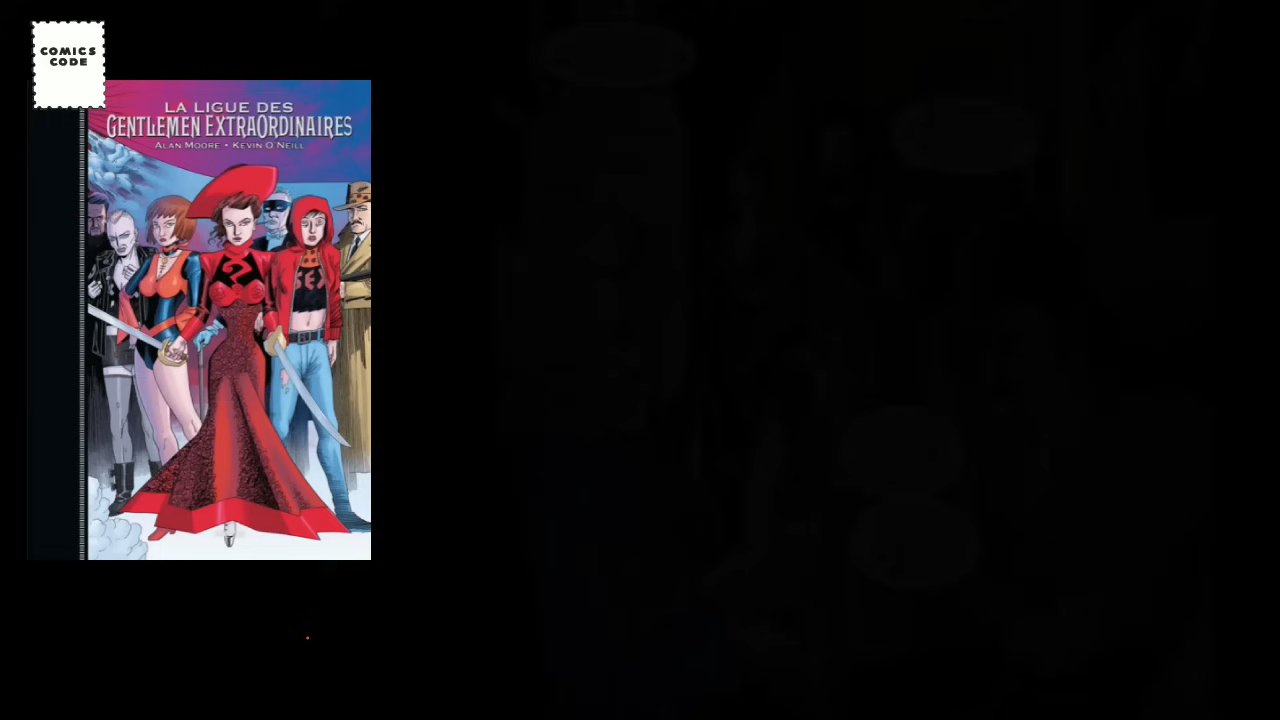 COMICS
CODE
LA LIGUE DES
GENTLEMEN EXTRAORDINAIRES
ALAN MOORE • KEVIN O'NEILL
?
SEX